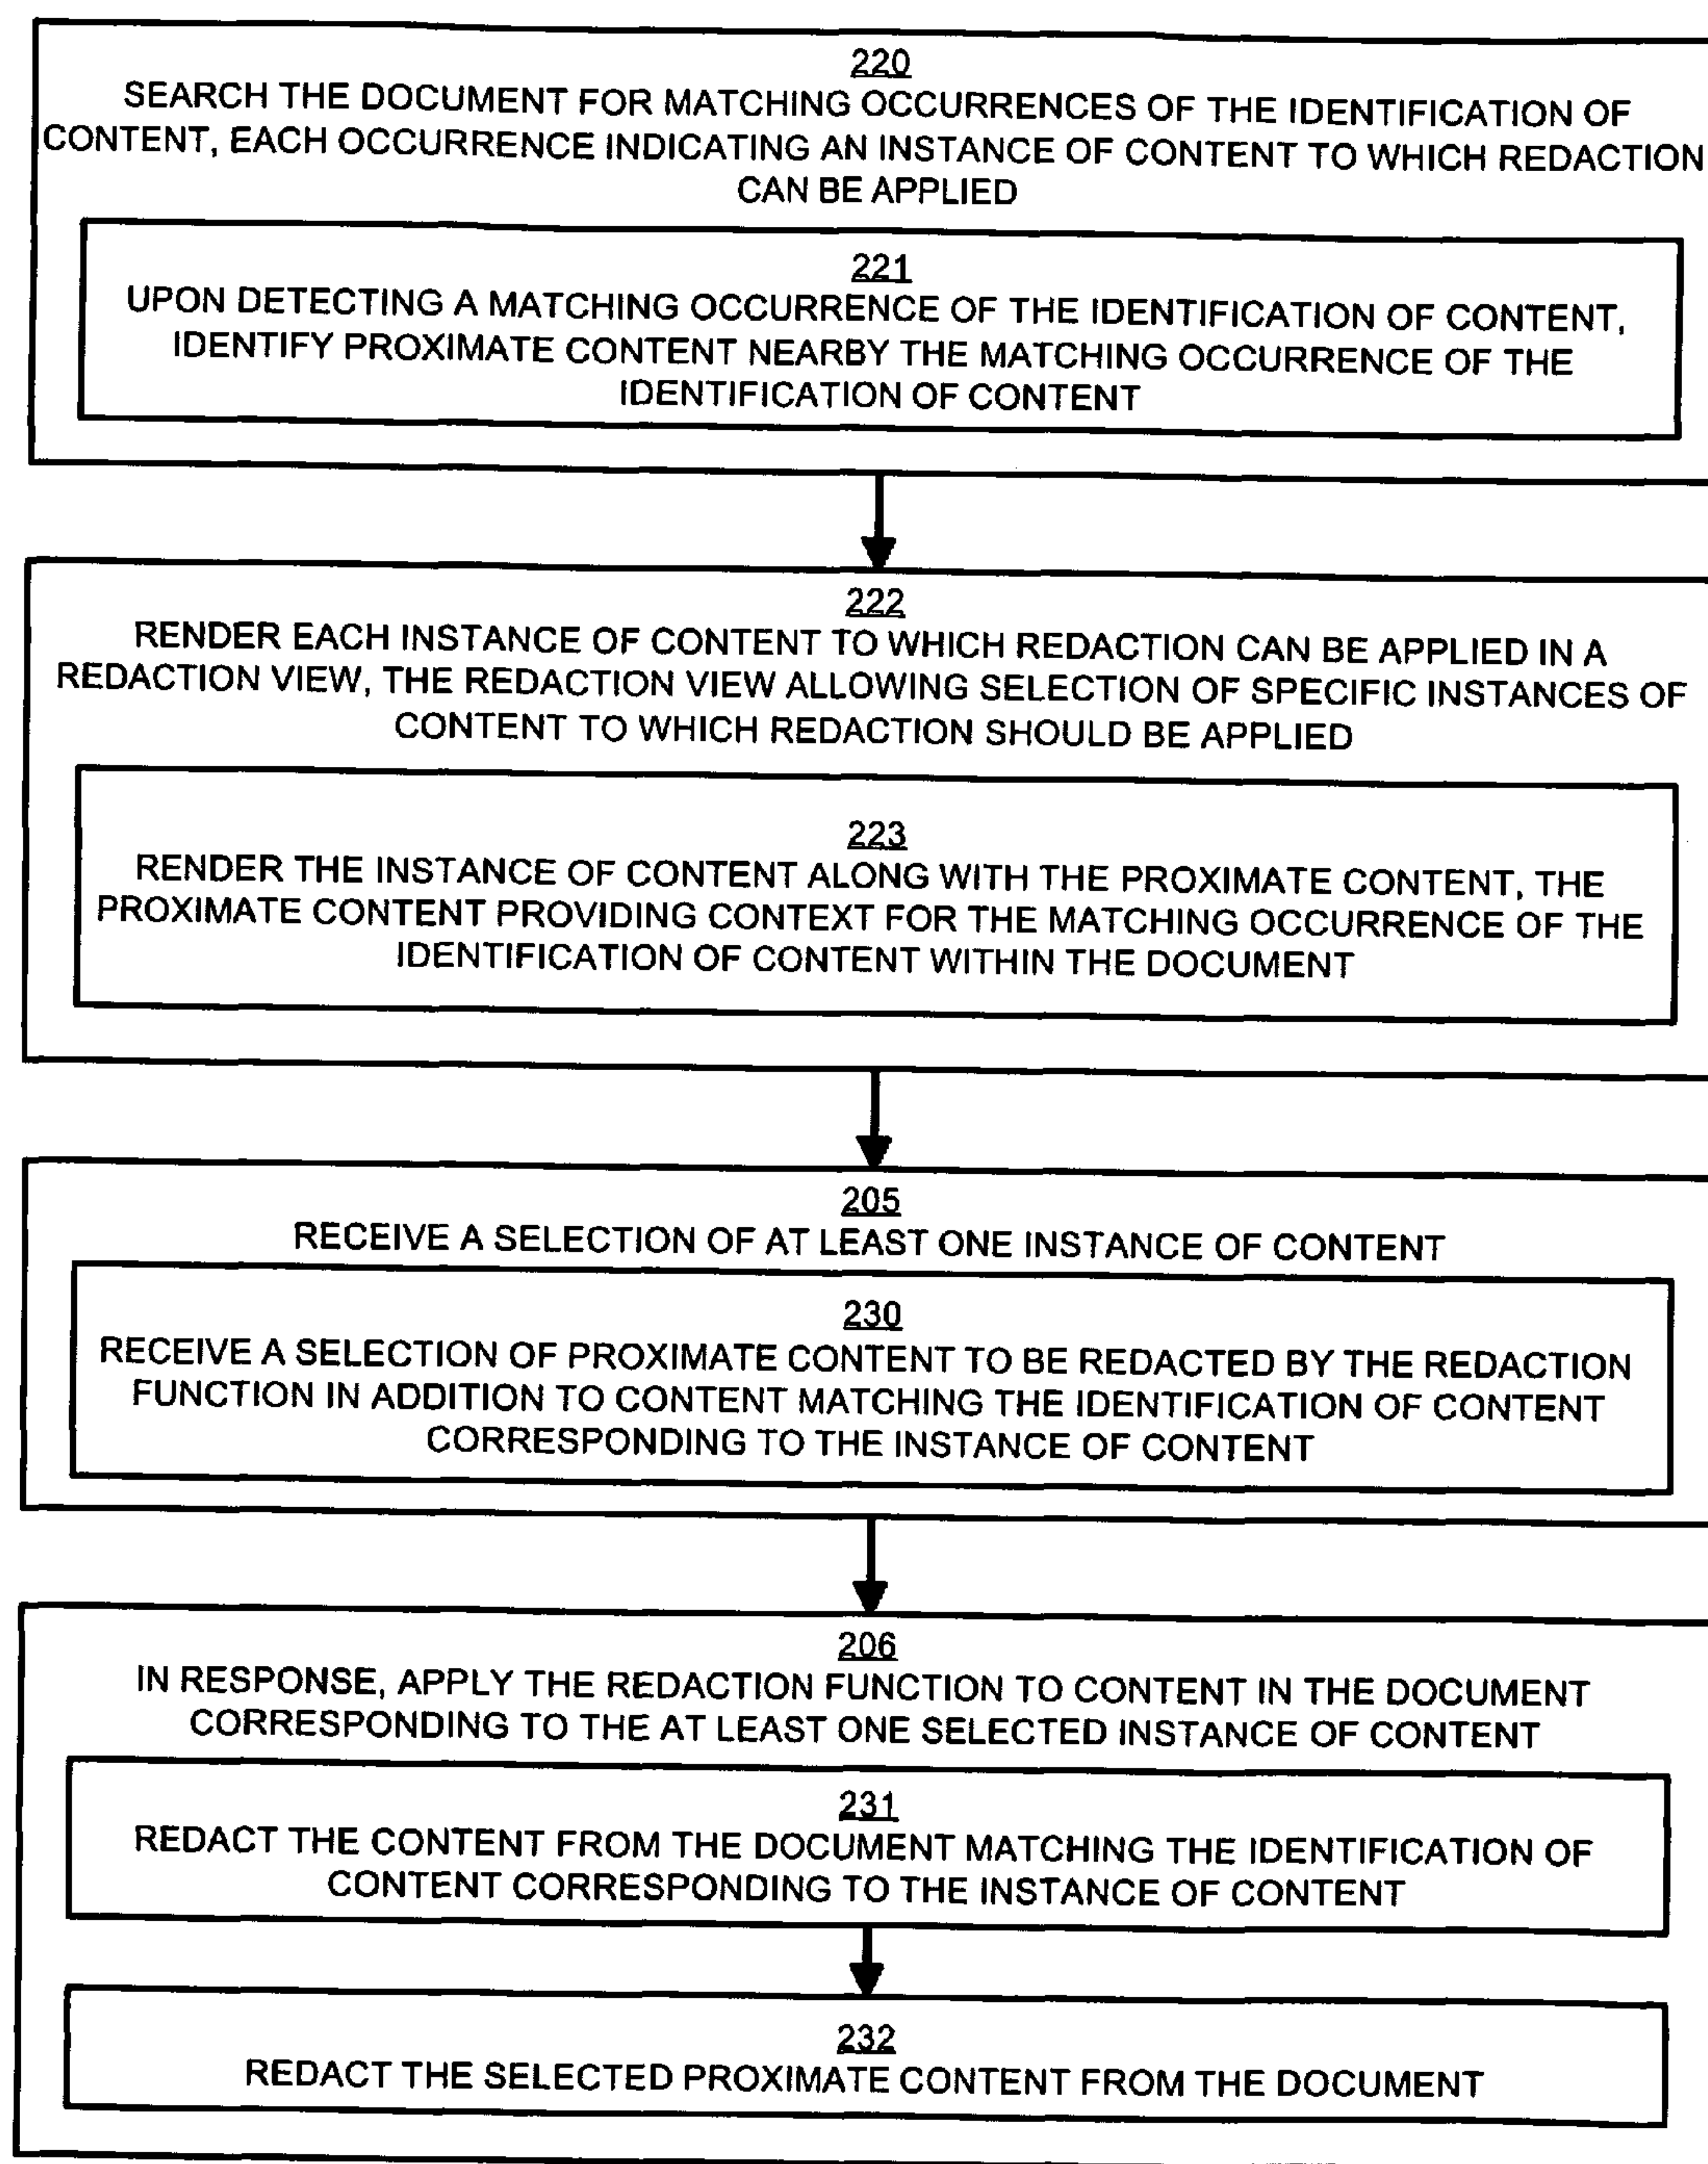 220
SEARCH THE DOCUMENT FOR MATCHING OCCURRENCES OF THE IDENTIFICATION OF
CONTENT, EACH OCCURRENCE INDICATING AN INSTANCE OF CONTENT TO WHICH REDACTION
CAN BE APPLIED
221
UPON DETECTING A MATCHING OCCURRENCE OF THE IDENTIFICATION OF CONTENT,
IDENTIFY PROXIMATE CONTENT NEARBY THE MATCHING OCCURRENCE OF THE
IDENTIFICATION OF CONTENT
222
RENDER EACH INSTANCE OF CONTENT TO WHICH REDACTION CAN BE APPLIED IN A
REDACTION VIEW, THE REDACTION VIEW ALLOWING SELECTION OF SPECIFIC INSTANCES OF
CONTENT TO WHICH REDACTION SHOULD BE APPLIED
223
RENDER THE INSTANCE OF CONTENT ALONG WITH THE PROXIMATE CONTENT, THE
PROXIMATE CONTENT PROVIDING CONTEXT FOR THE MATCHING OCCURRENCE OF THE
IDENTIFICATION OF CONTENT WITHIN THE DOCUMENT
205
RECEIVE A SELECTION OF AT LEAST ONE INSTANCE OF CONTENT
230
RECEIVE A SELECTION OF PROXIMATE CONTENT TO BE REDACTED BY THE REDACTION
FUNCTION IN ADDITION TO CONTENT MATCHING THE IDENTIFICATION OF CONTENT
CORRESPONDING TO THE INSTANCE OF CONTENT
206
IN RESPONSE, APPLY THE REDACTION FUNCTION TO CONTENT IN THE DOCUMENT
CORRESPONDING TO THE AT LEAST ONE SELECTED INSTANCE OF CONTENT
231
REDACT THE CONTENT FROM THE DOCUMENT MATCHING THE IDENTIFICATION OF
CONTENT CORRESPONDING TO THE INSTANCE OF CONTENT
232
REDACT THE SELECTED PROXIMATE CONTENT FROM THE DOCUMENT